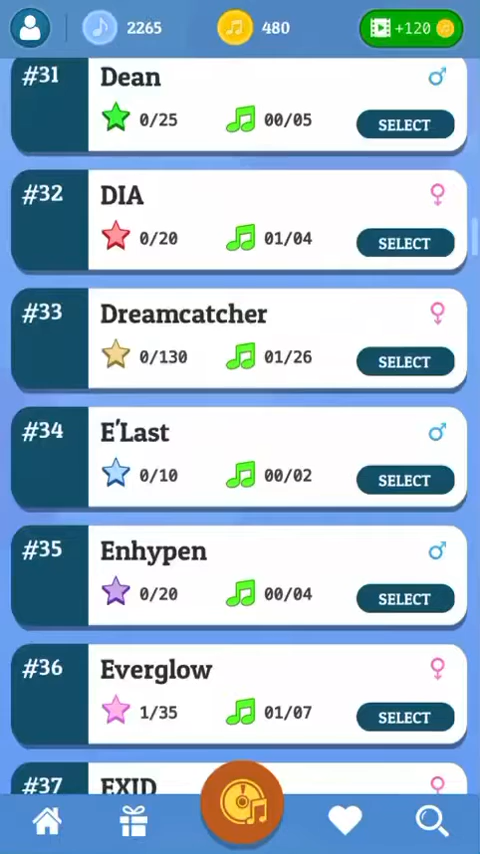 2265 480 +120
#31 Dean
0/25 00/05 SELECT
#32 DIA
0/20 01/04 SELECT
#33 Dreamcatcher
0/130 01/26 SELECT
#34 E'Last
0/10 00/02 SELECT
#35 Enhypen
0/20 00/04 SELECT
#36 Everglow
1/35 01/07 SELECT
#37 EXID